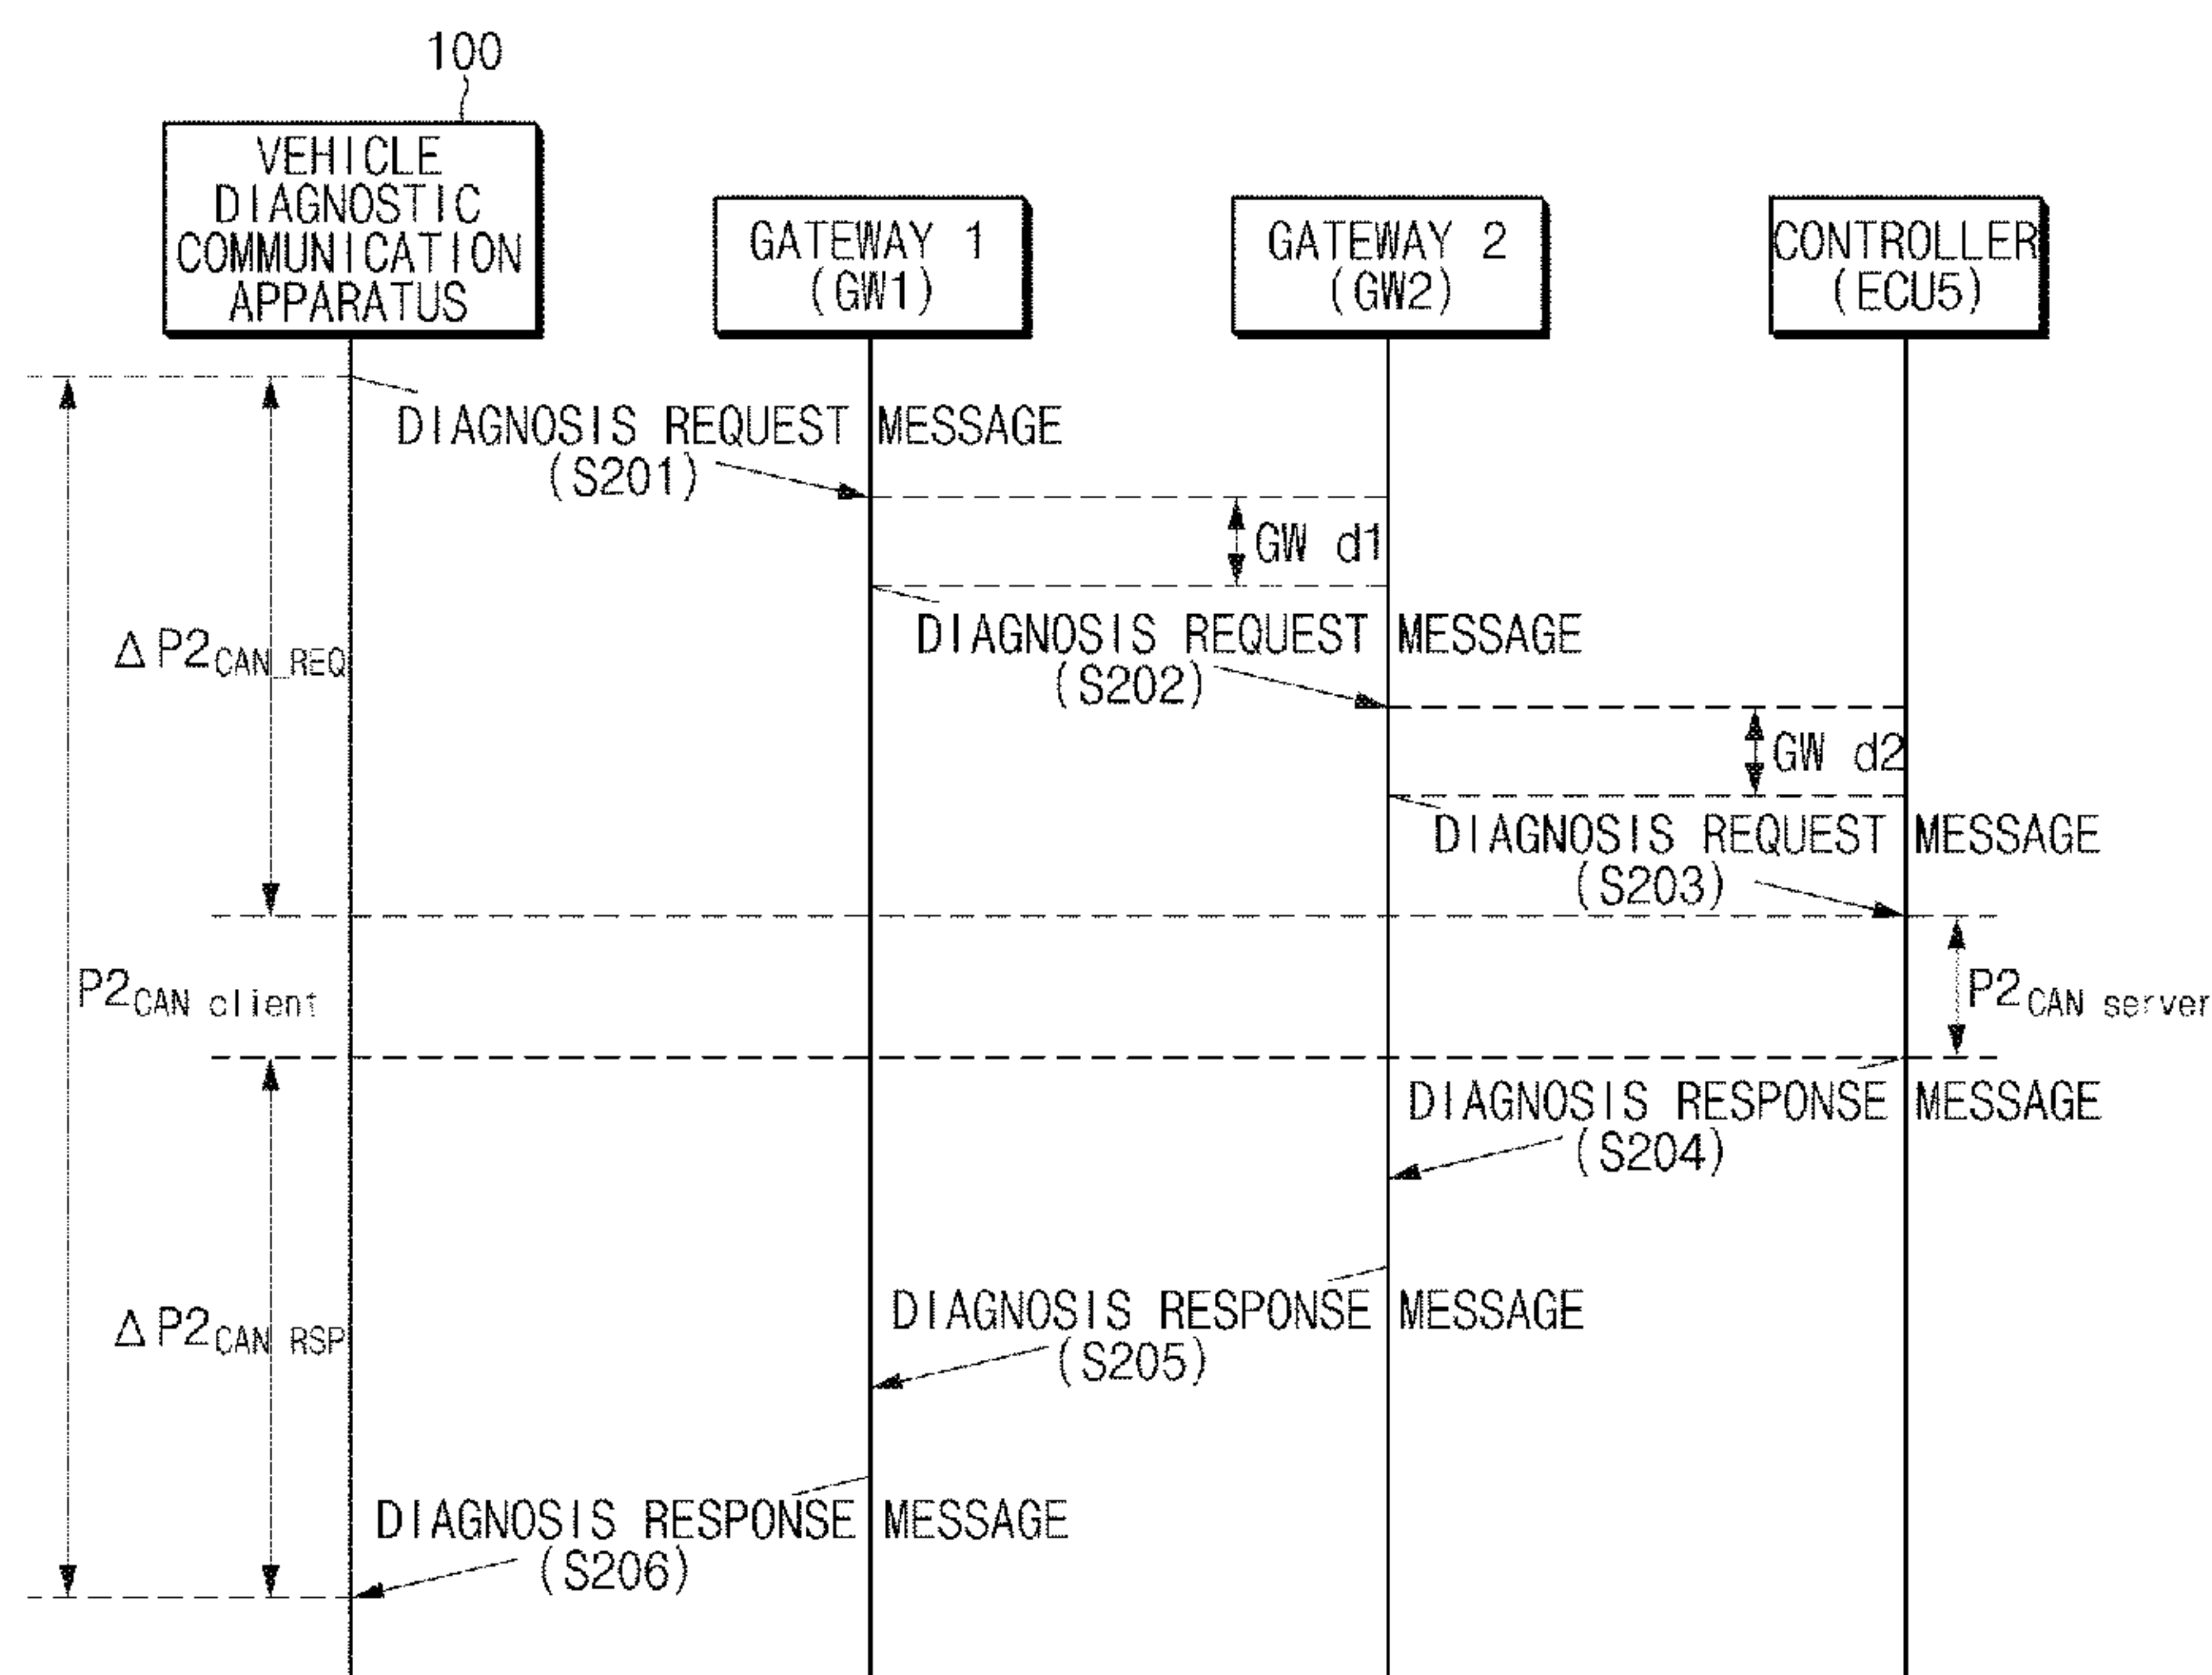 100
VEHICLE
DIAGNOSTIC
COMMUNICATION
APPARATUS
GATEWAY 1
(GW1)
GATEWAY 2
(GW2)
CONTROLLER
(ECU5)
DIAGNOSIS REQUEST MESSAGE
(S201)
GW d1
DIAGNOSIS REQUEST MESSAGE
(S202)
ΔP2CAN_REQ
GW d2
DIAGNOSIS REQUEST MESSAGE
(S203)
P2CAN client
P2CAN server
DIAGNOSIS RESPONSE MESSAGE
(S204)
DIAGNOSIS RESPONSE MESSAGE
(S205)
ΔP2CAN RSP
DIAGNOSIS RESPONSE MESSAGE
(S206)